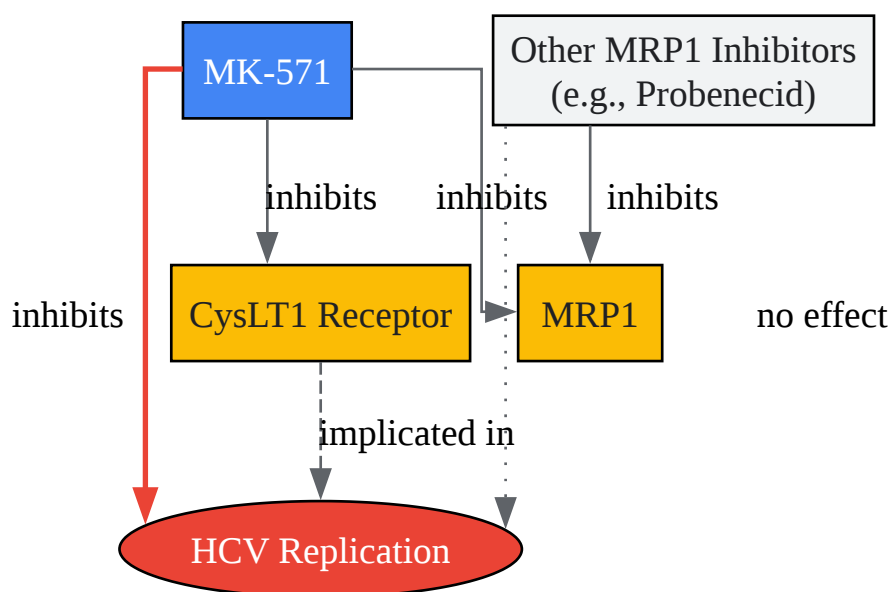 MK-571
Other MRP1 Inhibitors
(e.g., Probenecid)
inhibits
inhibits
inhibits
inhibits
CysLT1 Receptor
MRP1
no effect
implicated in
HCV Replication